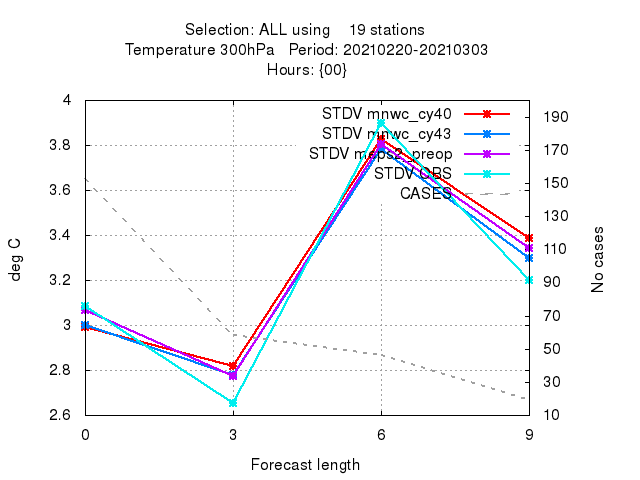 Selection: ALL using 19 stations
Temperature 300hPa Period: 20210220-20210303
Hours: {00}
4
3.8
3.6
3.4
3.2
3
2.8
2.6
deg C
STDV mnwc_cy40
STDV mnwc_cy43
STDV meps2_preop
STDV OBS
CASES
190
170
150
130
110
90
70
50
30
10
No cases
0 3 6 9
Forecast length